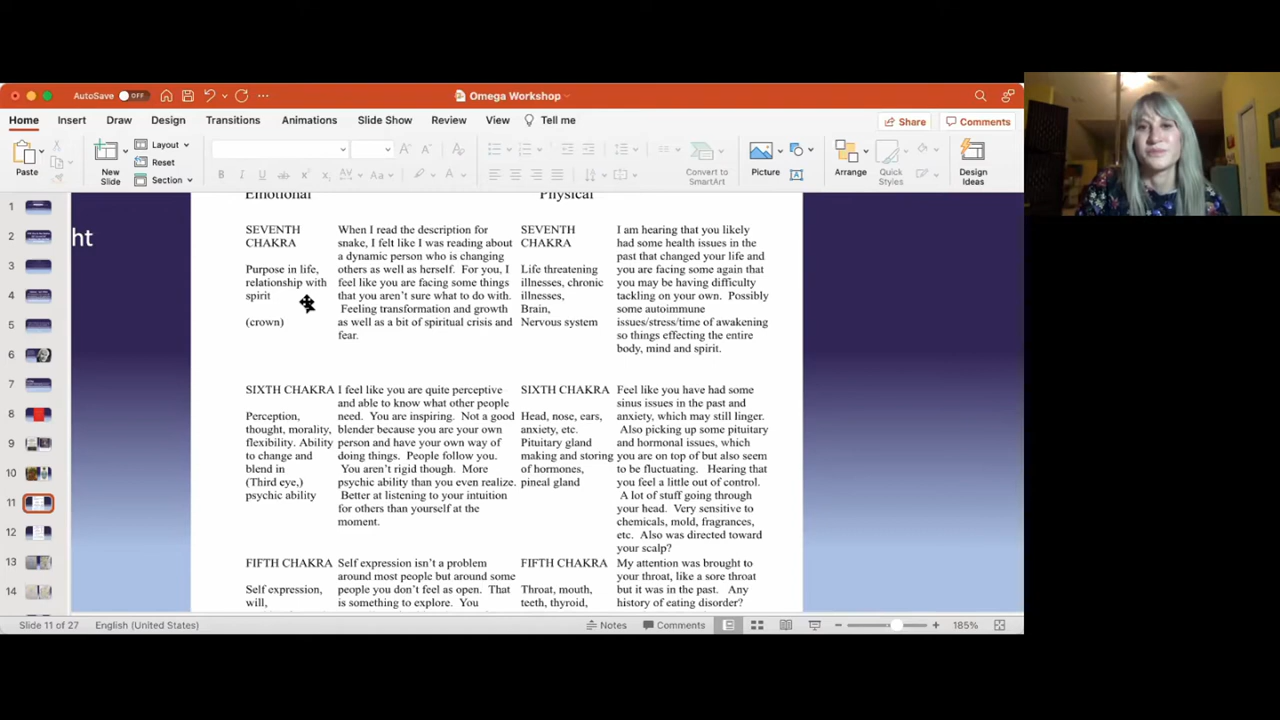 AutoSave OFF
Omega Workshop
Home Insert Draw Design Transitions Animations Slide Show Review View Tell me
Share Comments
Paste
New Slide
Layout
Reset
Section
B I U
Aa
A
Convert to SmartArt
Picture
Arrange
Quick Styles
Design Ideas
1
2
3
4
5
6
7
8
9
10
11
12
13
14
ht
Emotional Physical
SEVENTH CHAKRA
Purpose in life,
relationship with
spirit
(crown)
When I read the description for
snake, I felt like I was reading about
a dynamic person who is changing
others as well as herself. For you, I
feel like you are facing some things
that you aren't sure what to do with.
Feeling transformation and growth
as well as a bit of spiritual crisis and
fear.
SEVENTH
CHAKRA
Life threatening
illnesses, chronic
illnesses,
Brain,
Nervous system
I am hearing that you likely
had some health issues in the
past that changed your life and
you are facing some again that
you may be having difficulty
tackling on your own. Possibly
some autoimmune
issues/stress/time of awakening
so things effecting the entire
body, mind and spirit.
SIXTH CHAKRA
Perception,
thought, morality,
flexibility. Ability
to change and
blend in
(Third eye,)
psychic ability
I feel like you are quite perceptive
and able to know what other people
need. You are inspiring. Not a good
blender because you are your own
person and have your own way of
doing things. People follow you.
You aren't rigid though. More
psychic ability than you even realize.
Better at listening to your intuition
for others than yourself at the
moment.
SIXTH CHAKRA
Head, nose, ears,
anxiety, etc.
Pituitary gland
making and storing
of hormones,
pineal gland
Feel like you have had some
sinus issues in the past and
anxiety, which may still linger.
Also picking up some pituitary
and hormonal issues, which
you are on top of but also seem
to be fluctuating. Hearing that
you feel a little out of control.
A lot of stuff going through
your head. Very sensitive to
chemicals, mold, fragrances,
etc. Also was directed toward
your scalp?
FIFTH CHAKRA
Self expression,
will,
Self expression isn't a problem
around most people but around some
people you don't feel as open. That
is something to explore. You
FIFTH CHAKRA
Throat, mouth,
teeth, thyroid,
My attention was brought to
your throat, like a sore throat
but it was in the past. Any
history of eating disorder?
Slide 11 of 27 English (United States) Notes Comments 185%